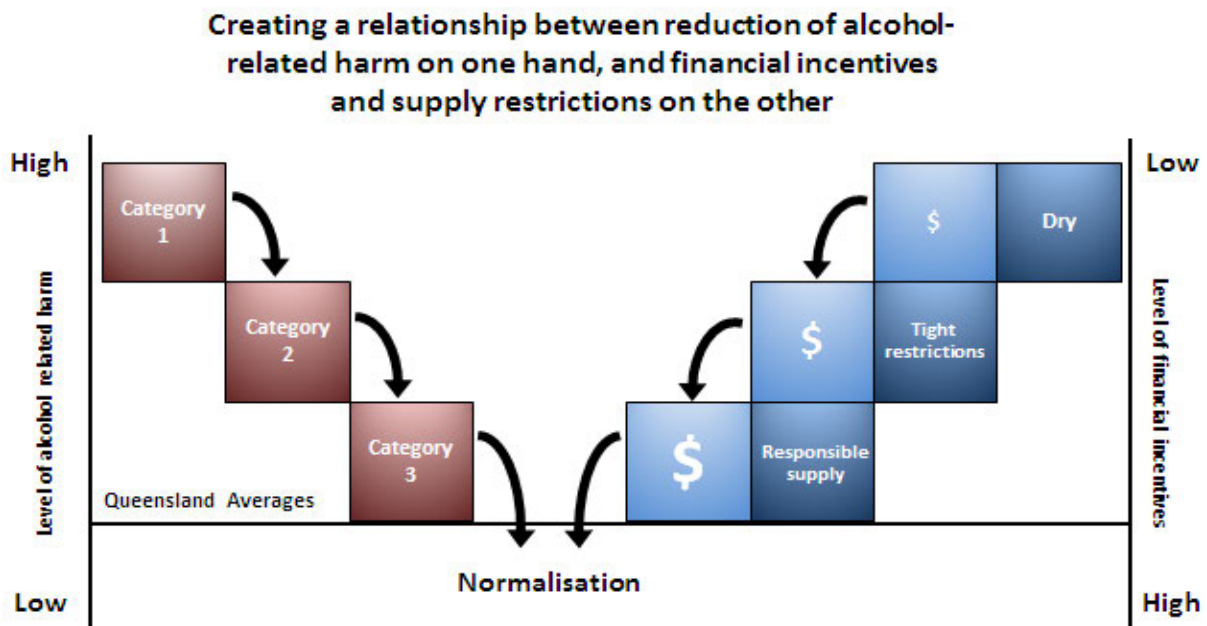 Creating a relationship between reduction of alcohol-
related harm on one hand, and financial incentives
and supply restrictions on the other
High
Low
Category
1
$
Dry
Level of alcohol related harm
Category
2
$
Tight
restrictions
Level of financial incentives
Category
3
$
Responsible
supply
Queensland Averages
Normalisation
Low
High